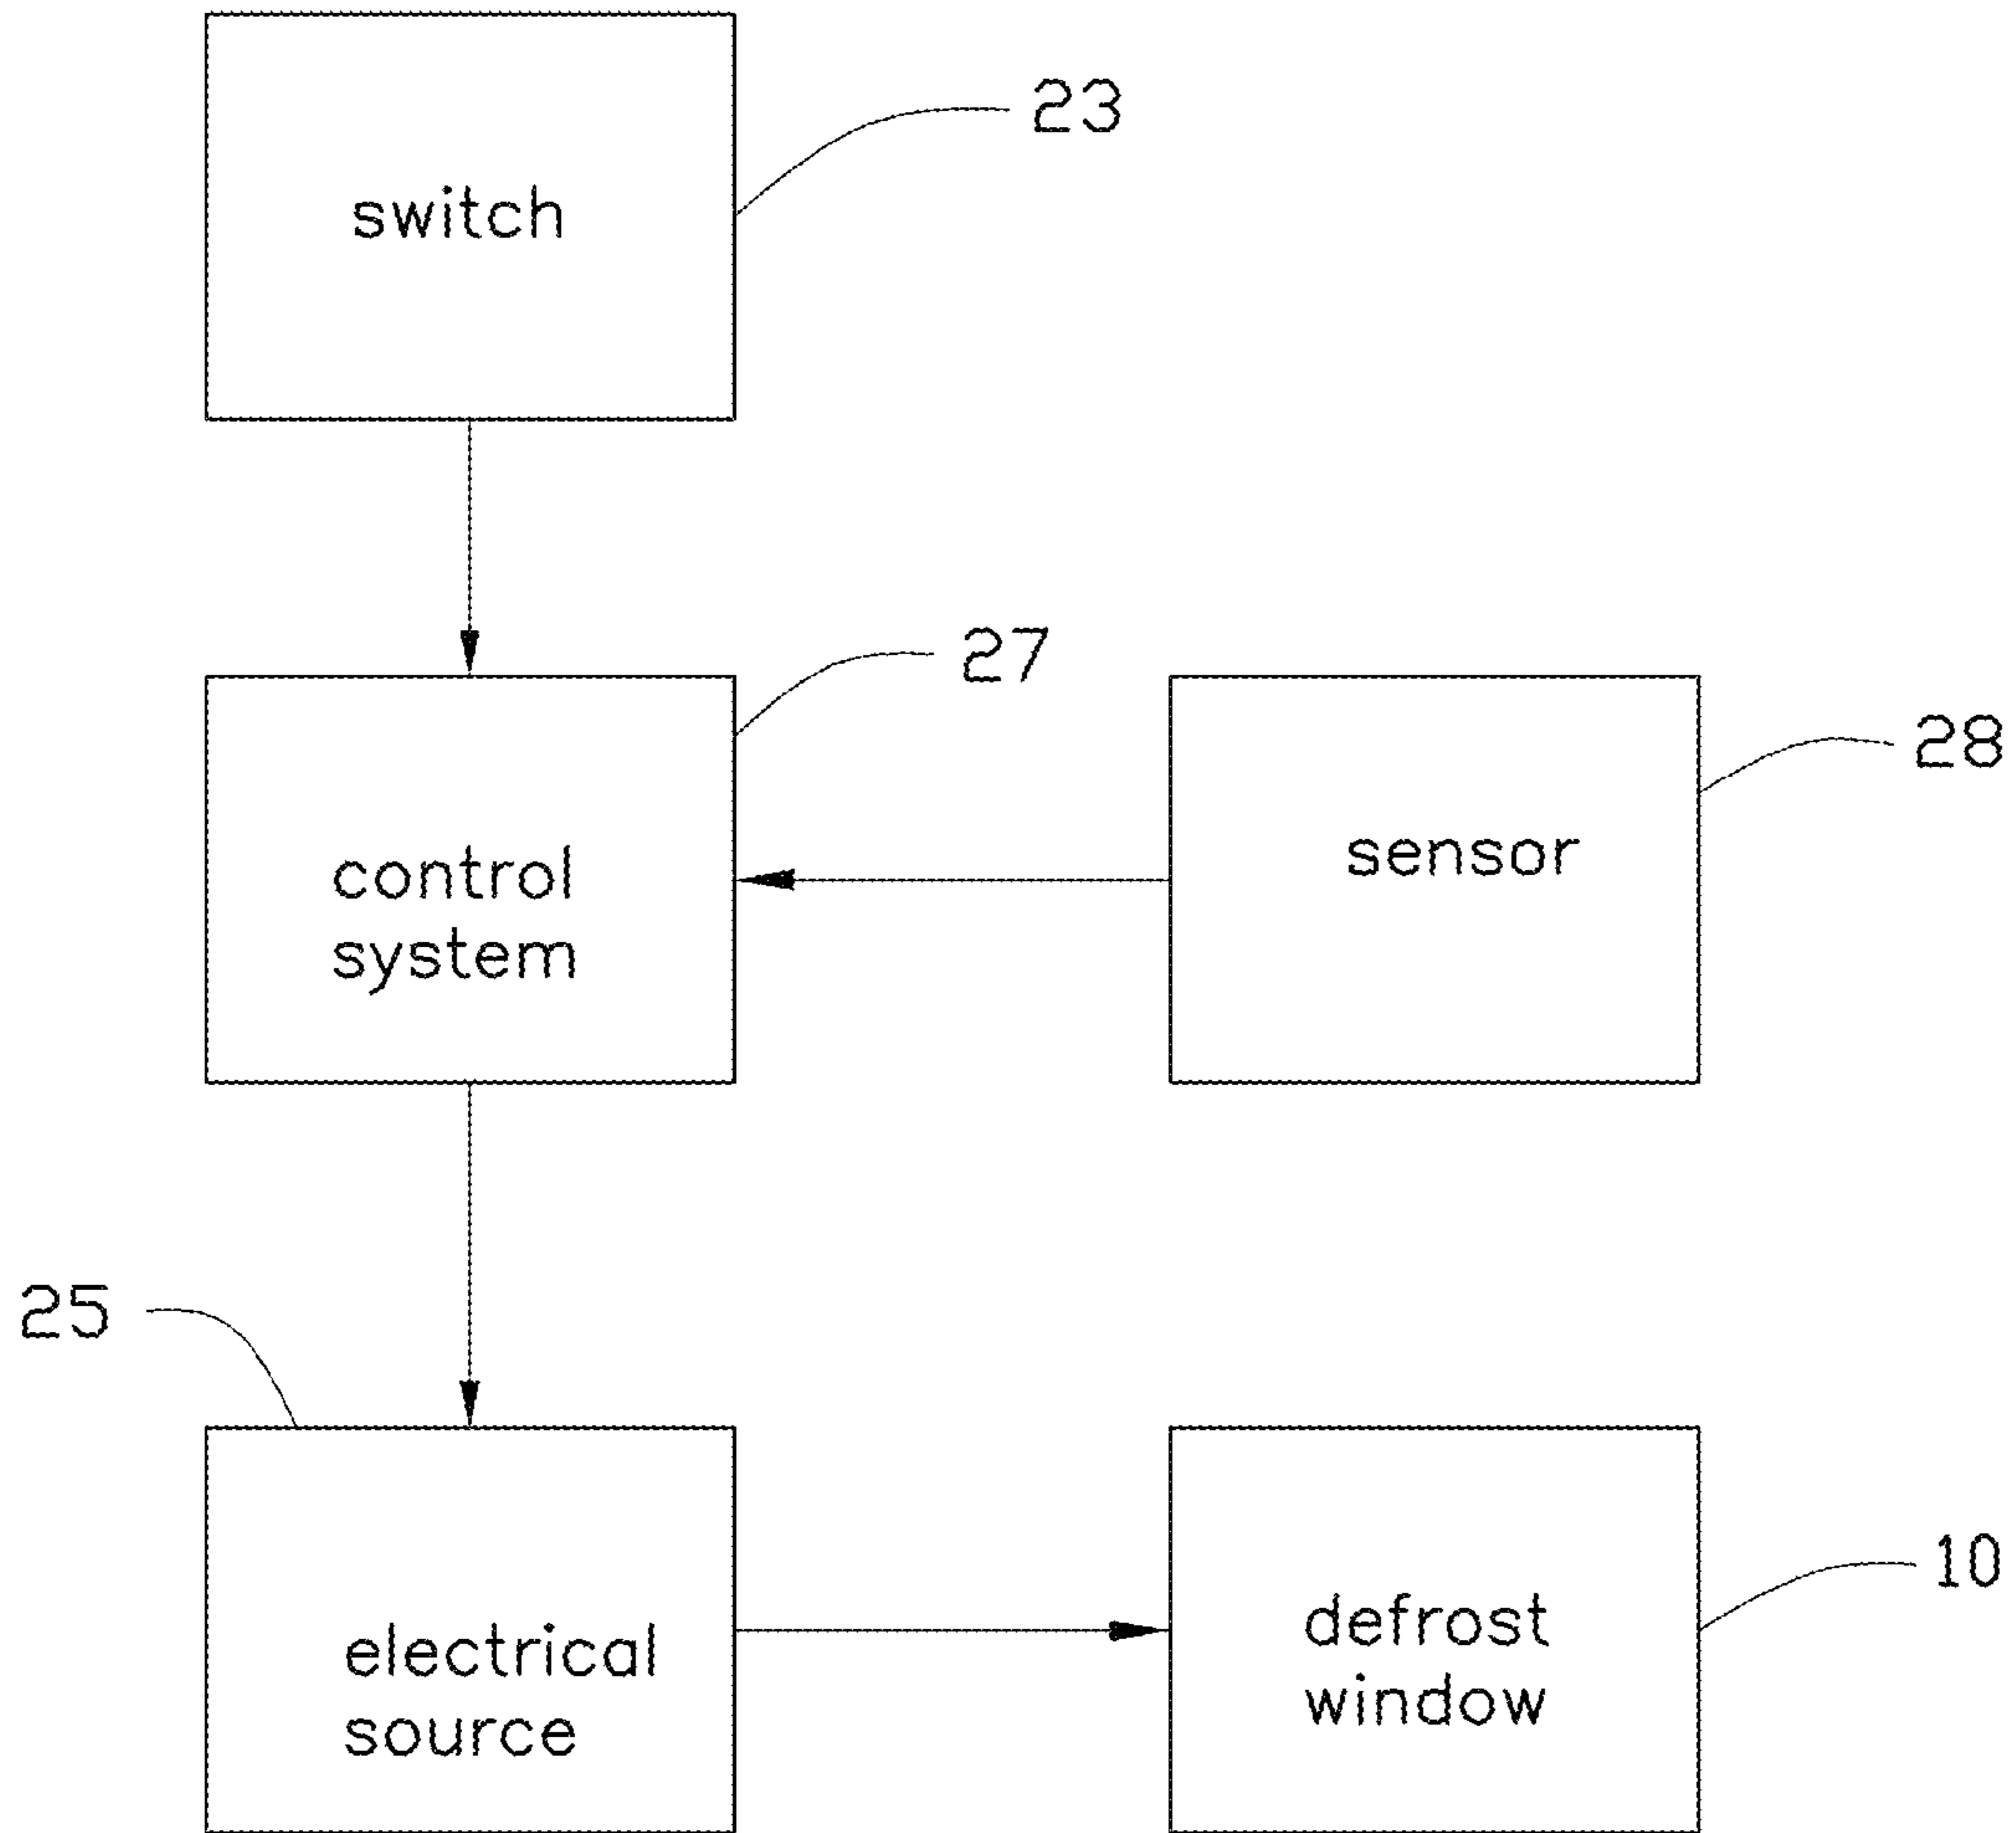 switch
23
control
system
27
sensor
28
25
electrical
source
defrost
window
10